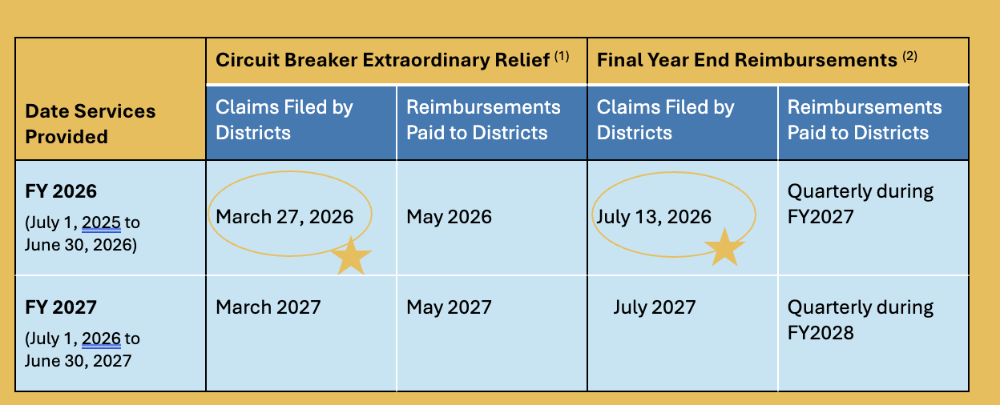 Circuit Breaker Extraordinary Relief (1)
Final Year End Reimbursements (2)
Date Services
Provided
Claims Filed by
Districts
Reimbursements
Paid to Districts
Claims Filed by
Districts
Reimbursements
Paid to Districts
FY 2026
(July 1, 2025 to
June 30, 2026)
March 27, 2026
May 2026
July 13, 2026
Quarterly during
FY2027
FY 2027
(July 1, 2026 to
June 30, 2027
March 2027
May 2027
July 2027
Quarterly during
FY2028